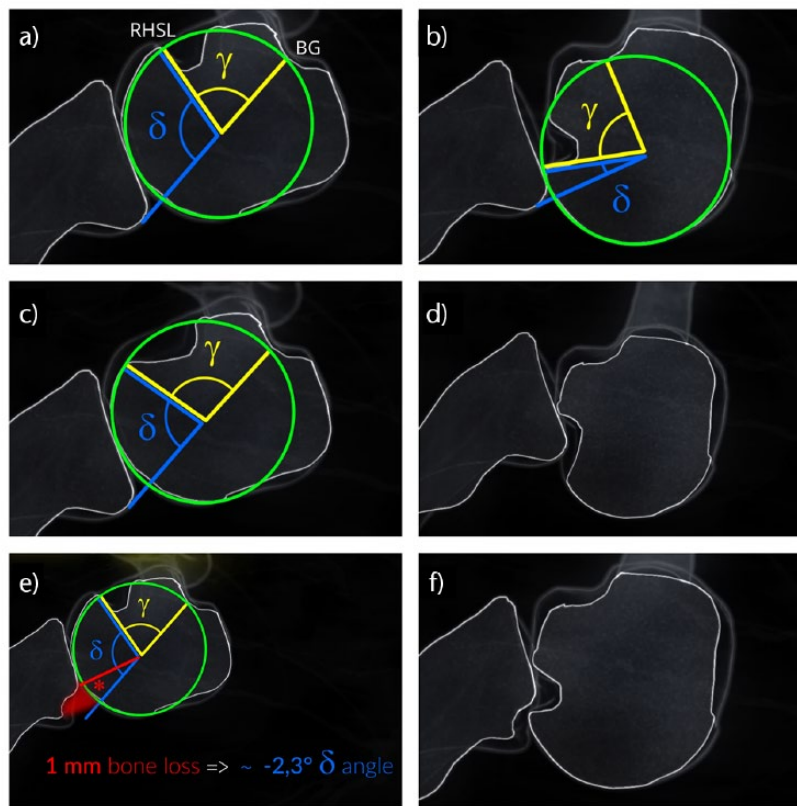 a)
RHSL
BG
γ
δ
b)
γ
δ
c)
γ
δ
d)
e)
γ
δ
*
1 mm bone loss => ~ -2,3° δ angle
f)